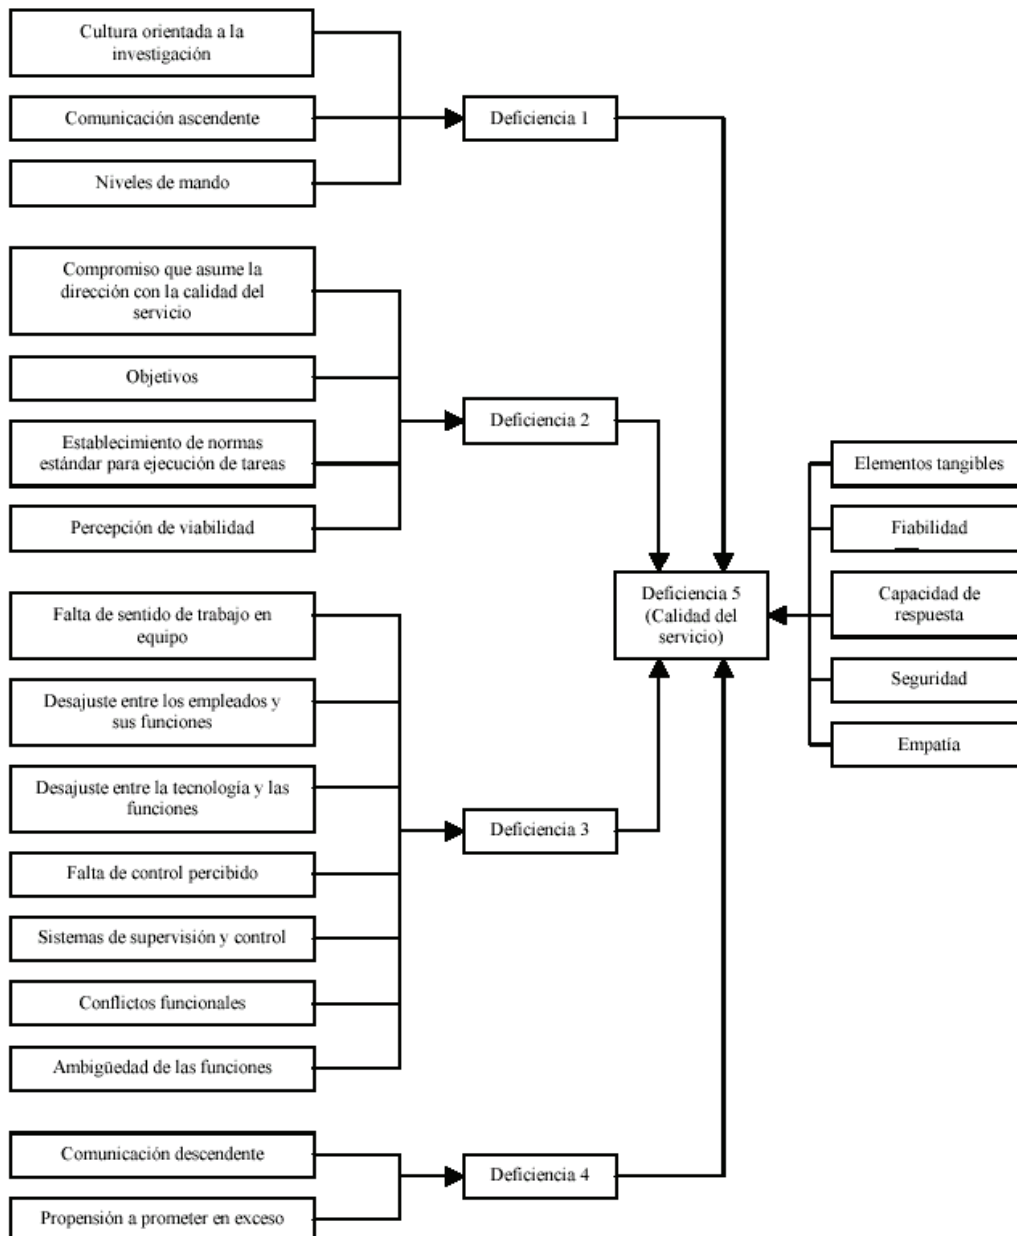 Cultura orientada a la
investigación
Comunicación ascendente
Niveles de mando
Deficiencia 1
Compromiso que asume la
dirección con la calidad del
servicio
Objetivos
Establecimiento de normas
estándar para ejecución de tareas
Percepción de viabilidad
Deficiencia 2
Falta de sentido de trabajo en
equipo
Desajuste entre los empleados y
sus funciones
Desajuste entre la tecnología y las
funciones
Falta de control percibido
Sistemas de supervisión y control
Conflictos funcionales
Ambigüedad de las funciones
Deficiencia 3
Comunicación descendente
Propensión a prometer en exceso
Deficiencia 4
Deficiencia 5
(Calidad del
servicio)
Elementos tangibles
Fiabilidad
Capacidad de
respuesta
Seguridad
Empatía